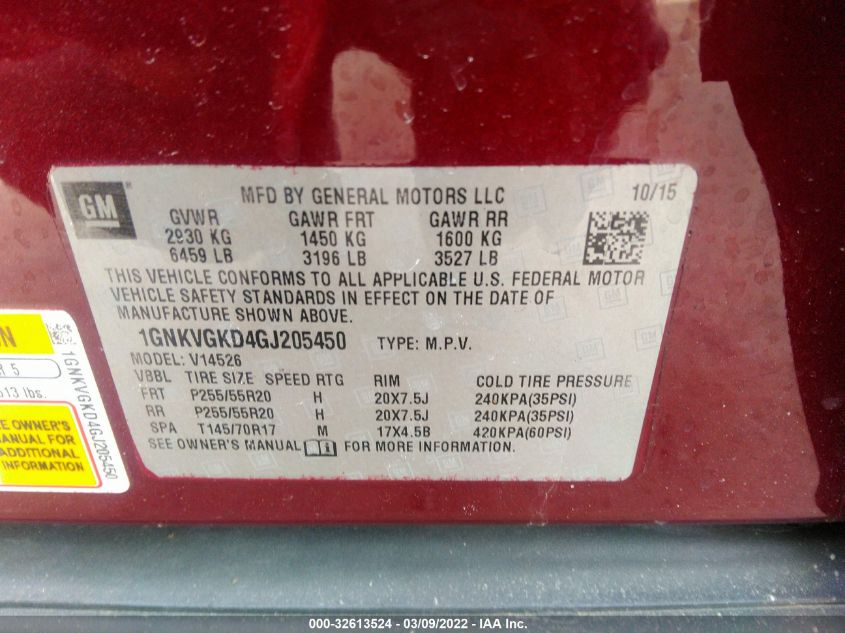 GM
MFD BY GENERAL MOTORS LLC 10/15
GVWR GAWR FRT GAWR RR
2930 KG 1450 KG 1600 KG
6459 LB 3196 LB 3527 LB
THIS VEHICLE CONFORMS TO ALL APPLICABLE U.S. FEDERAL MOTOR
VEHICLE SAFETY STANDARDS IN EFFECT ON THE DATE OF
MANUFACTURE SHOWN ABOVE.
1GNKVGKD4GJ205450 TYPE: M.P.V.
MODEL: V14526
VBBL TIRE SIZE SPEED RTG RIM COLD TIRE PRESSURE
FRT P255/55R20 H 20X7.5J 240KPA(35PSI)
RR P255/55R20 H 20X7.5J 240KPA(35PSI)
SPA T145/70R17 M 17X4.5B 420KPA(60PSI)
SEE OWNER'S MANUAL FOR MORE INFORMATION.
ON
R 5
613 lbs.
SEE OWNER'S
MANUAL FOR
ADDITIONAL
INFORMATION
1GNKVGKD4GJ205450
000-32613524 / 03/09/2022 - IAA Inc.